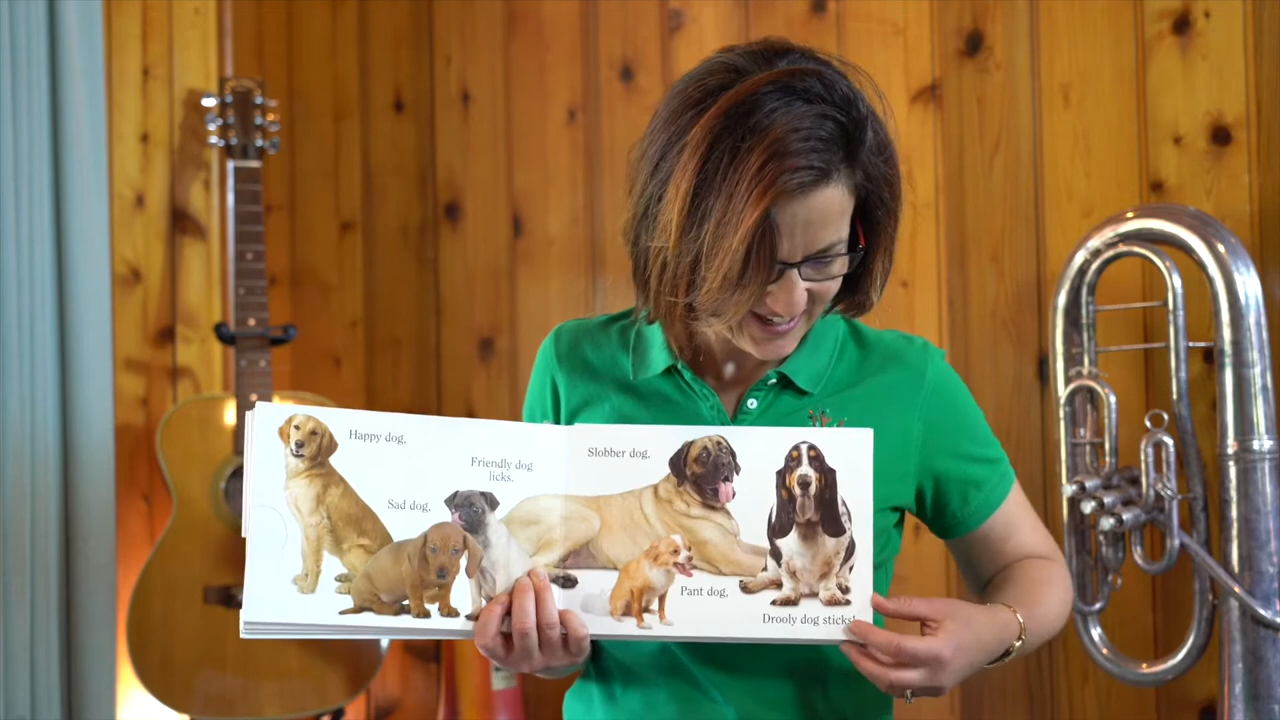 Happy dog,
Sad dog,
Friendly dog
licks.
Slobber dog,
Pant dog,
Drooly dog sticks!